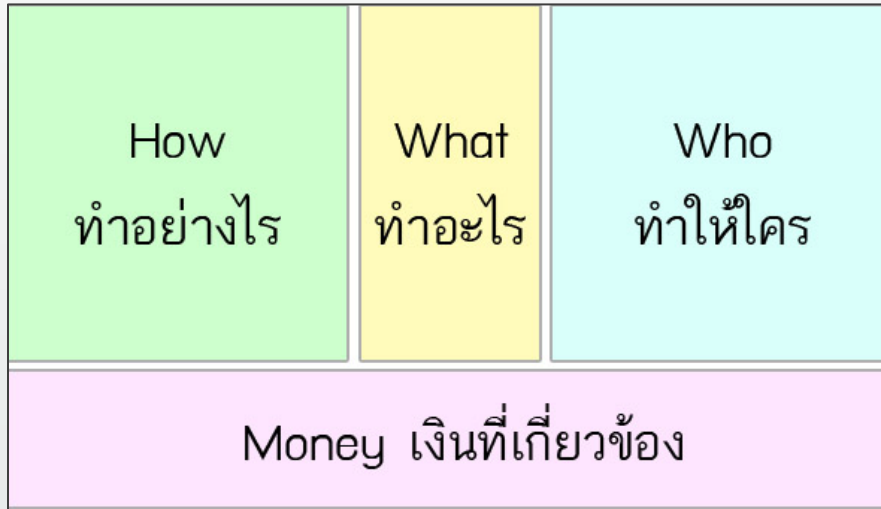 How
ทำอย่างไร
What
ทำอะไร
Who
ทำให้ใคร
Money เงินที่เกี่ยวข้อง